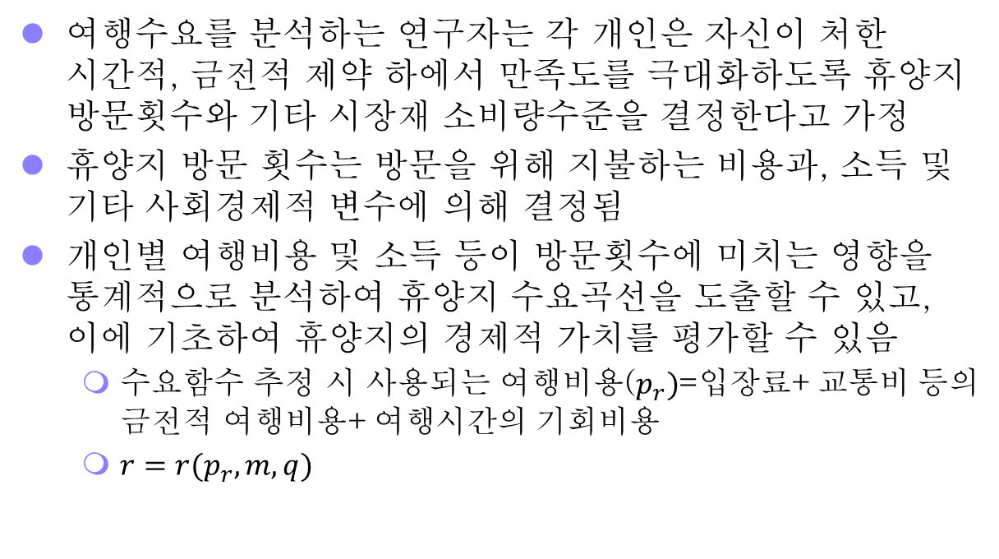 ● 여행수요를 분석하는 연구자는 각 개인은 자신이 처한
시간적, 금전적 제약 하에서 만족도를 극대화하도록 휴양지
방문횟수와 기타 시장재 소비량수준을 결정한다고 가정
● 휴양지 방문 횟수는 방문을 위해 지불하는 비용과, 소득 및
기타 사회경제적 변수에 의해 결정됨
● 개인별 여행비용 및 소득 등이 방문횟수에 미치는 영향을
통계적으로 분석하여 휴양지 수요곡선을 도출할 수 있고,
이에 기초하여 휴양지의 경제적 가치를 평가할 수 있음
❍ 수요함수 추정 시 사용되는 여행비용(pᵣ)=입장료+ 교통비 등의
금전적 여행비용+ 여행시간의 기회비용
❍ r = r(pᵣ, m, q)